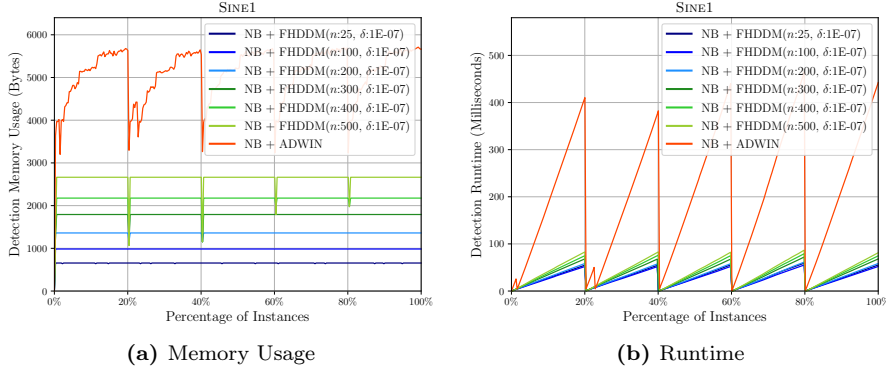 SINE1
6000
5000
4000
3000
2000
1000
0
Detection Memory Usage (Bytes)
NB + FHDDM(n:25, δ:1E-07)
NB + FHDDM(n:100, δ:1E-07)
NB + FHDDM(n:200, δ:1E-07)
NB + FHDDM(n:300, δ:1E-07)
NB + FHDDM(n:400, δ:1E-07)
NB + FHDDM(n:500, δ:1E-07)
NB + ADWIN
0% 20% 40% 60% 80% 100%
Percentage of Instances
(a) Memory Usage
SINE1
500
400
300
200
100
0
Detection Runtime (Milliseconds)
NB + FHDDM(n:25, δ:1E-07)
NB + FHDDM(n:100, δ:1E-07)
NB + FHDDM(n:200, δ:1E-07)
NB + FHDDM(n:300, δ:1E-07)
NB + FHDDM(n:400, δ:1E-07)
NB + FHDDM(n:500, δ:1E-07)
NB + ADWIN
0% 20% 40% 60% 80% 100%
Percentage of Instances
(b) Runtime